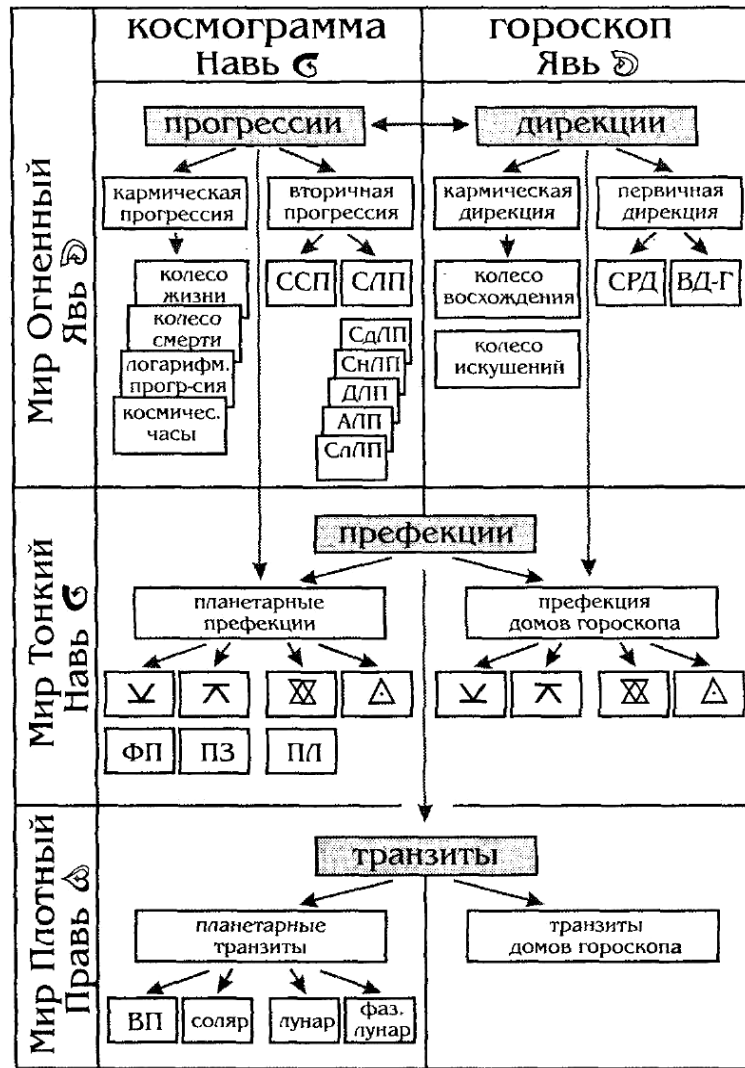 космограмма
Навь
гороскоп
Явь
Мир Огненный
Явь
прогрессии
дирекции
кармическая
прогрессия
вторичная
прогрессия
кармическая
дирекция
первичная
дирекция
колесо
жизни
колесо
смерти
логарифм.
прогр-сия
космичес.
часы
ССП
СЛП
СдЛП
СнЛП
ДЛП
АЛП
СлЛП
колесо
восхождения
колесо
искушений
СРД
ВД-Г
Мир Тонкий
Навь
префекции
планетарные
префекции
префекция
домов гороскопа
ФП
ПЗ
ПЛ
Мир Плотный
Правь
транзиты
планетарные
транзиты
транзиты
домов гороскопа
ВП
соляр
лунар
фаз.
лунар